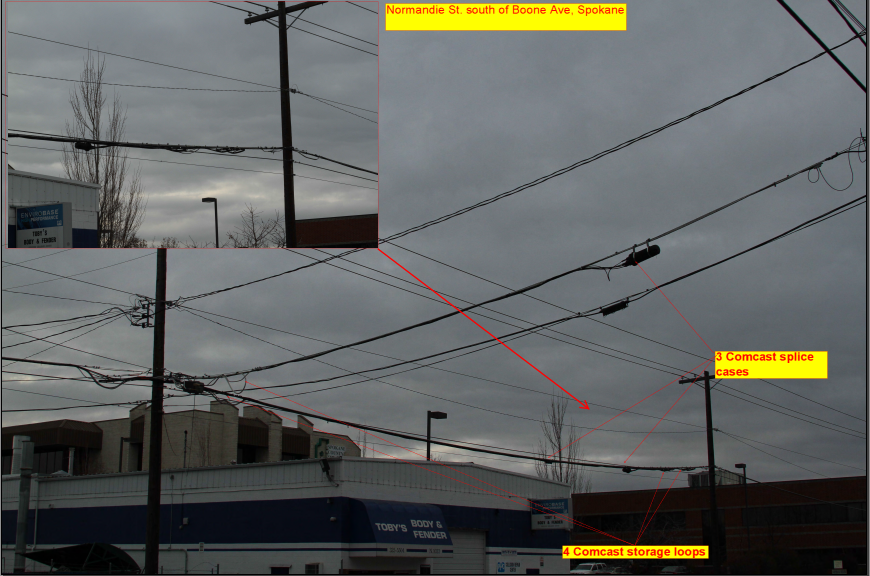 Normandie St. south of Boone Ave, Spokane
TOBY'S
BODY & FENDER
3 Comcast splice
cases
TOBY'S BODY &
FENDER
4 Comcast storage loops